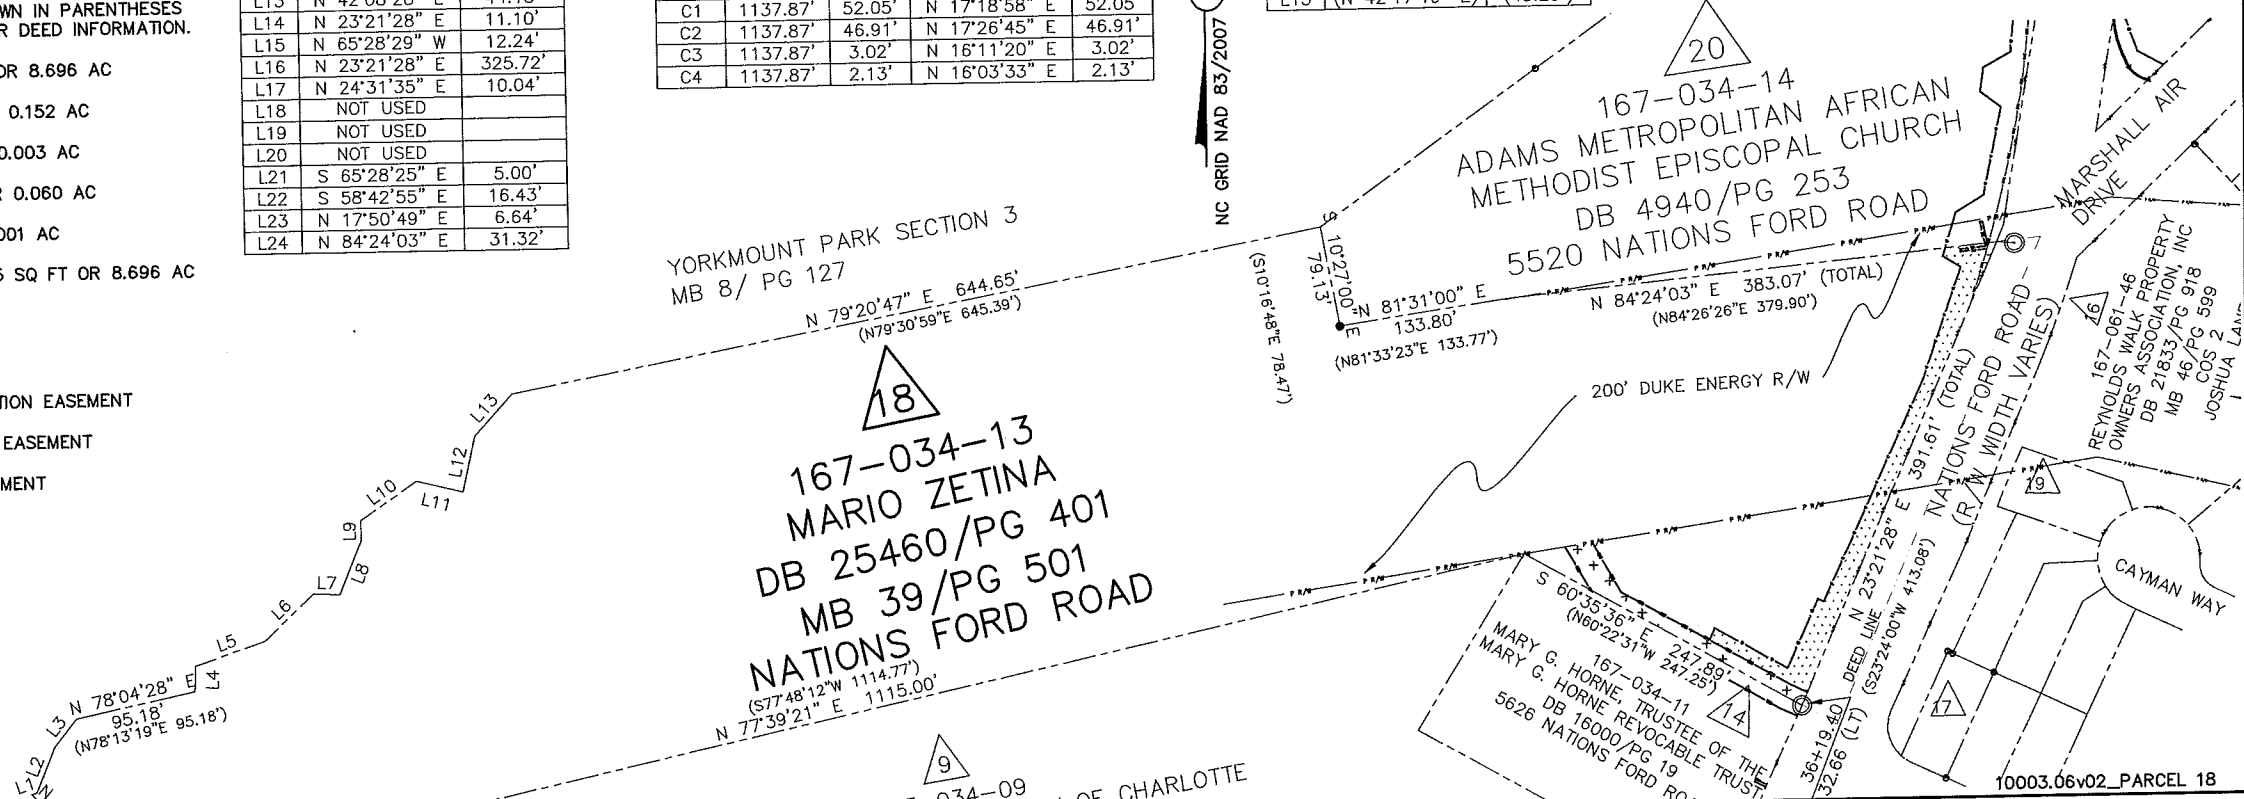 WN IN PARENTHESES
R DEED INFORMATION.
OR 8.696 AC
0.152 AC
0.003 AC
R 0.060 AC
001 AC
6 SQ FT OR 8.696 AC
TION EASEMENT
EASEMENT
MENT
L14 N 23°21'28" E 11.10'
L15 N 65°28'29" W 12.24'
L16 N 23°21'28" E 325.72'
L17 N 24°31'35" E 10.04'
L18 NOT USED
L19 NOT USED
L20 NOT USED
L21 S 65°28'25" E 5.00'
L22 S 58°42'55" E 16.43'
L23 N 17°50'49" E 6.64'
L24 N 84°24'03" E 31.32'
C1 1137.87' 52.05' N 17°18'58" E 52.05'
C2 1137.87' 46.91' N 17°26'45" E 46.91'
C3 1137.87' 3.02' N 16°11'20" E 3.02'
C4 1137.87' 2.13' N 16°03'33" E 2.13'
NC GRID NAD 83/2007
20
167-034-14
ADAMS METROPOLITAN AFRICAN
METHODIST EPISCOPAL CHURCH
DB 4940/PG 253
5520 NATIONS FORD ROAD
MARSHALL AIR
DRIVE
YORKMOUNT PARK SECTION 3
MB 8/ PG 127
N 79°20'47" E 644.65'
(N79°30'59"E 645.39')
S 10°27'00" E
79.13'
(S10°16'48"E 78.47')
N 81°31'00" E
133.80'
(N81°33'23"E 133.77')
N 84°24'03" E 383.07' (TOTAL)
(N84°26'26"E 379.90')
200' DUKE ENERGY R/W
P R/W
18
167-034-13
MARIO ZETINA
DB 25460/PG 401
MB 39/PG 501
NATIONS FORD ROAD
(S77°48'12"W 1114.77')
N 77°39'21" E 1115.00'
L13
L12
L11
L10
L9
L8
L7
L6
L5
L4
N 78°04'28" E
95.18'
(N78°13'19"E 95.18')
L3
L2
L1
9
034-09
OF CHARLOTTE
S 60°35'36" E 247.89'
(N60°22'31"W 247.25')
167-034-11
MARY G. HORNE, TRUSTEE OF THE
MARY G. HORNE REVOCABLE TRUST
DB 16000/PG 19
5626 NATIONS FORD RO
14
N 23°21'28" E 391.61' (TOTAL)
DEED LINE
(S23°24'00"W 413.08')
NATIONS FORD ROAD
(R/W WIDTH VARIES)
36+19.40
32.66 (LT)
16
167-061-46
REYNOLDS WALK PROPERTY
OWNERS ASSOCIATION, INC
DB 21833/PG 918
MB 46/PG 599
COS 2
JOSHUA LAN
19
CAYMAN WAY
17
10003.06v02_PARCEL 18